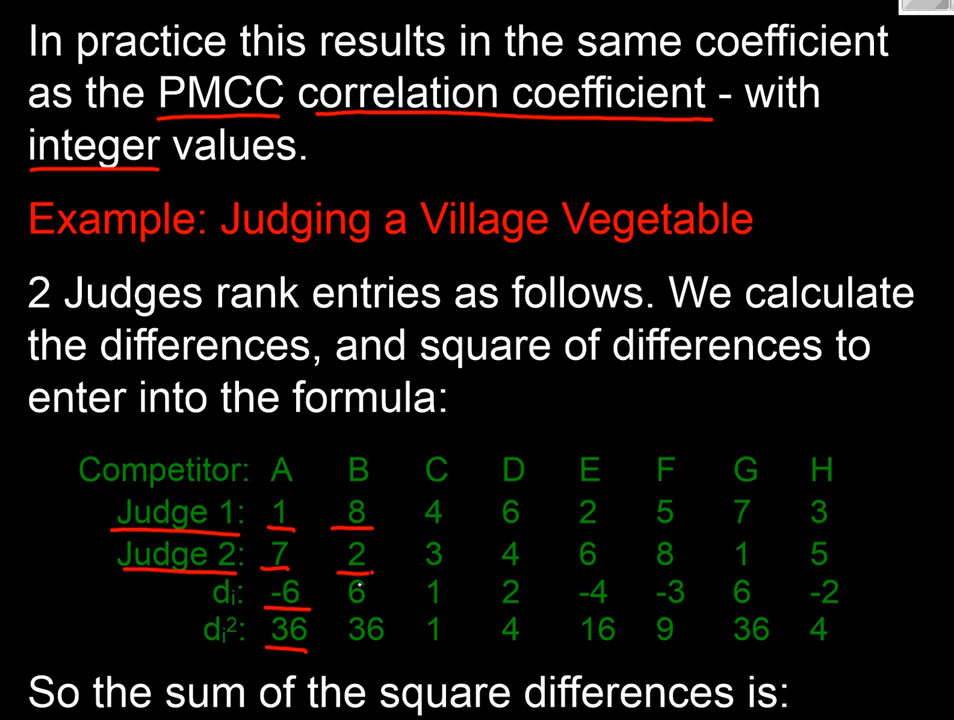 In practice this results in the same coefficient
as the PMCC correlation coefficient - with
integer values.
Example: Judging a Village Vegetable
2 Judges rank entries as follows. We calculate
the differences, and square of differences to
enter into the formula:
Competitor: A B C D E F G H
Judge 1: 1 8 4 6 2 5 7 3
Judge 2: 7 2 3 4 6 8 1 5
di: -6 6 1 2 -4 -3 6 -2
di²: 36 36 1 4 16 9 36 4
So the sum of the square differences is: